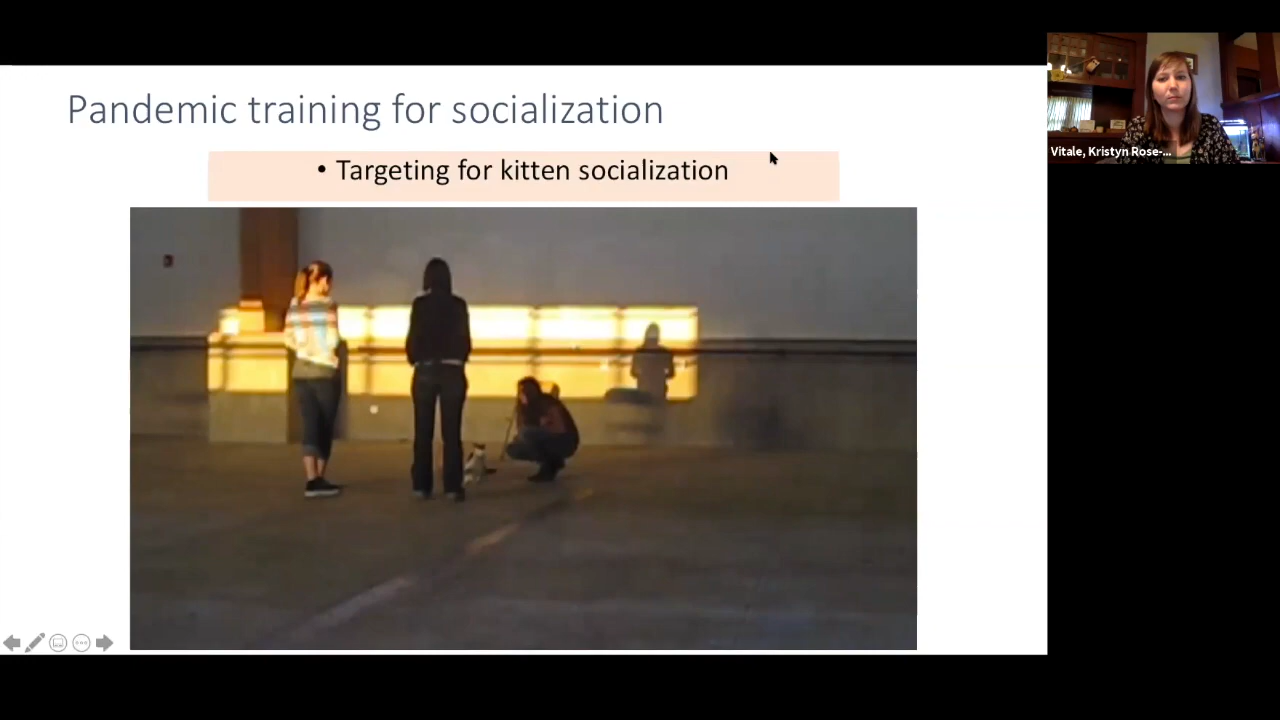 Pandemic training for socialization
• Targeting for kitten socialization
Vitale, Kristyn Rose-...